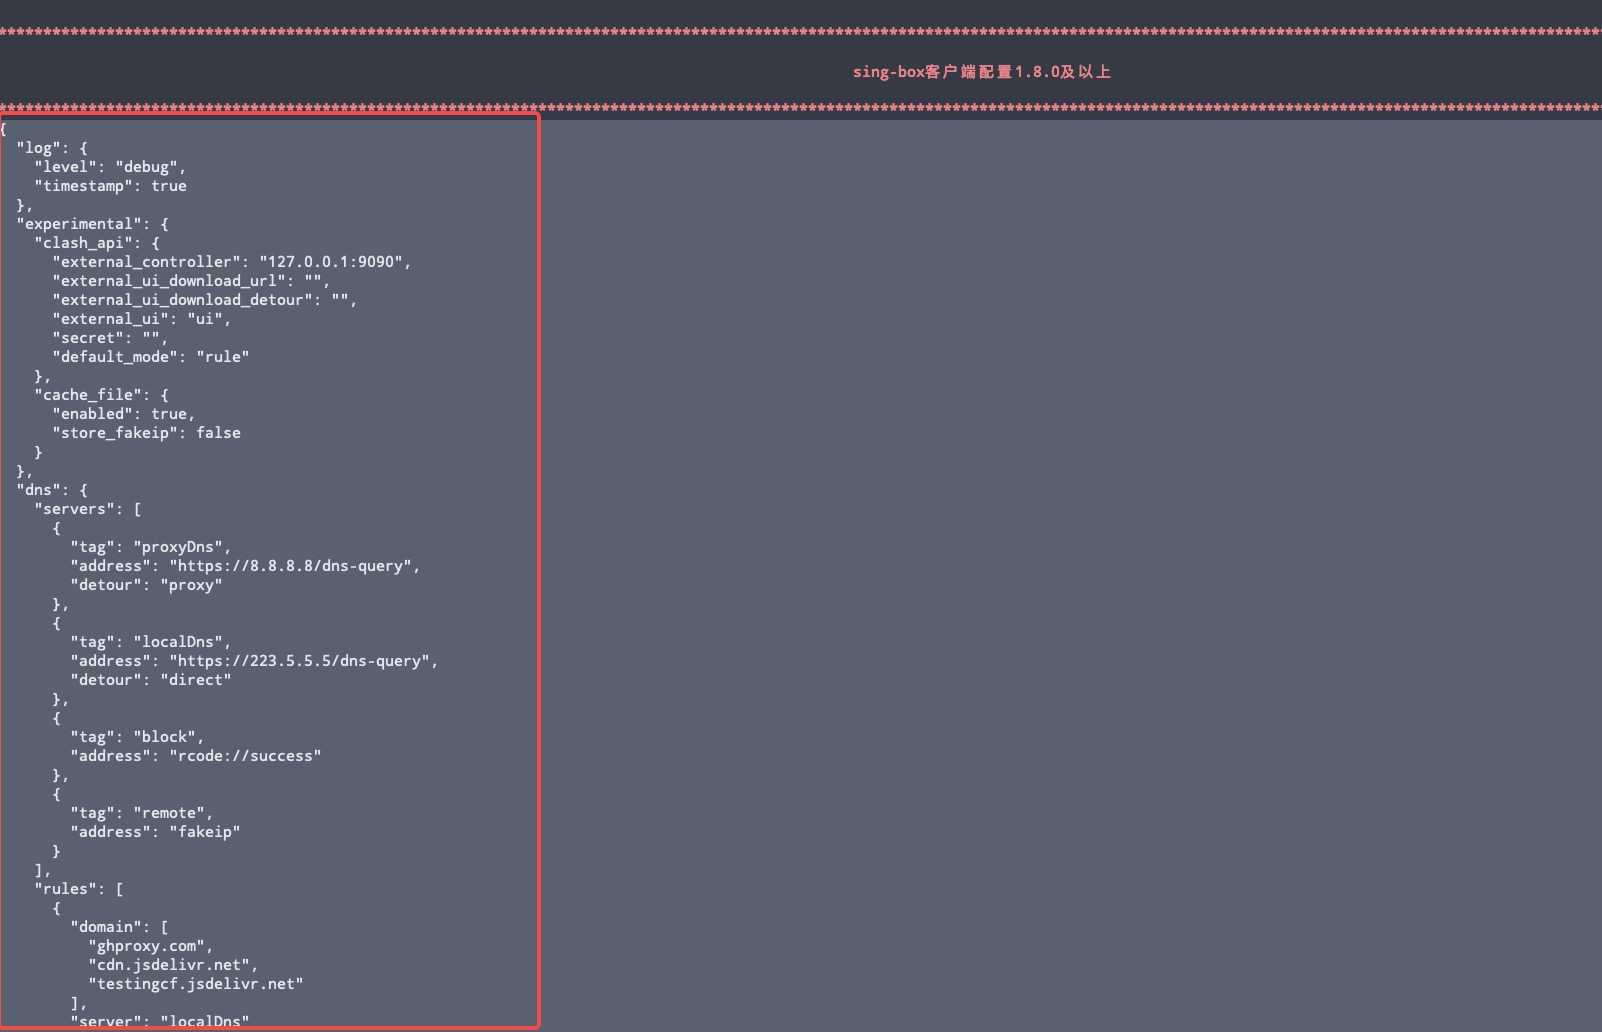 ****************************************************************************************************************************************************************************
sing-box客户端配置1.8.0及以上
****************************************************************************************************************************************************************************
{
  "log": {
    "level": "debug",
    "timestamp": true
  },
  "experimental": {
    "clash_api": {
      "external_controller": "127.0.0.1:9090",
      "external_ui_download_url": "",
      "external_ui_download_detour": "",
      "external_ui": "ui",
      "secret": "",
      "default_mode": "rule"
    },
    "cache_file": {
      "enabled": true,
      "store_fakeip": false
    }
  },
  "dns": {
    "servers": [
      {
        "tag": "proxyDns",
        "address": "https://8.8.8.8/dns-query",
        "detour": "proxy"
      },
      {
        "tag": "localDns",
        "address": "https://223.5.5.5/dns-query",
        "detour": "direct"
      },
      {
        "tag": "block",
        "address": "rcode://success"
      },
      {
        "tag": "remote",
        "address": "fakeip"
      }
    ],
    "rules": [
      {
        "domain": [
          "ghproxy.com",
          "cdn.jsdelivr.net",
          "testingcf.jsdelivr.net"
        ],
        "server": "localDns"